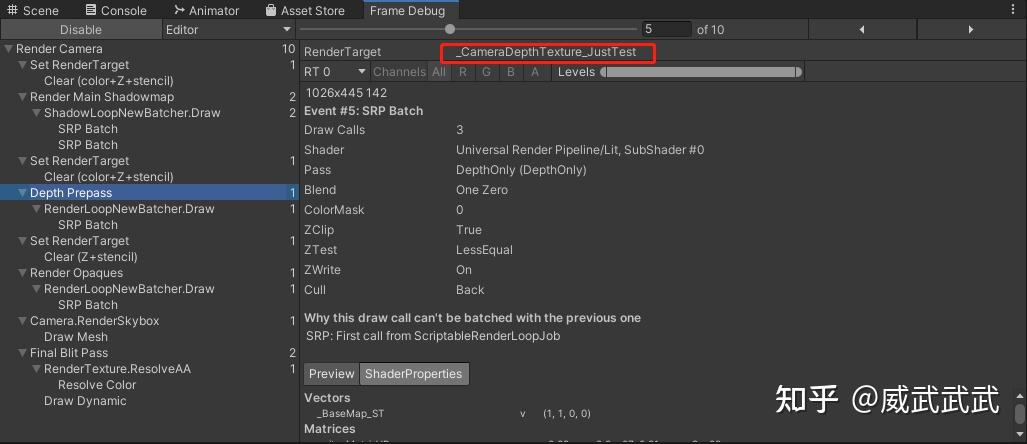 Scene Console Animator Asset Store Frame Debug
Disable Editor 5 of 10
Render Camera 10
Set RenderTarget 1
Clear (color+Z+stencil)
Render Main Shadowmap 2
ShadowLoopNewBatcher.Draw 2
SRP Batch
SRP Batch
Set RenderTarget 1
Clear (color+Z+stencil)
Depth Prepass 1
RenderLoopNewBatcher.Draw 1
SRP Batch
Set RenderTarget 1
Clear (Z+stencil)
Render Opaques 1
RenderLoopNewBatcher.Draw 1
SRP Batch
Camera.RenderSkybox 1
Draw Mesh
Final Blit Pass 2
RenderTexture.ResolveAA 1
Resolve Color
Draw Dynamic
RenderTarget _CameraDepthTexture_JustTest
RT 0 Channels All R G B A Levels
1026x445 142
Event #5: SRP Batch
Draw Calls 3
Shader Universal Render Pipeline/Lit, SubShader #0
Pass DepthOnly (DepthOnly)
Blend One Zero
ColorMask 0
ZClip True
ZTest LessEqual
ZWrite On
Cull Back
Why this draw call can't be batched with the previous one
SRP: First call from ScriptableRenderLoopJob
Preview ShaderProperties
Vectors
_BaseMap_ST v (1, 1, 0, 0)
Matrices
知乎 @威武武武